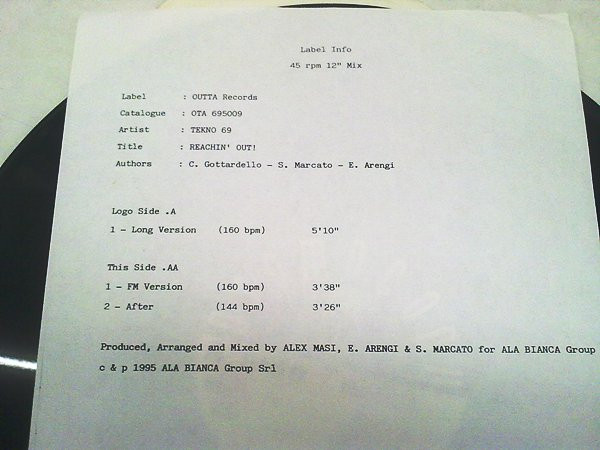 Label Info
45 rpm 12" Mix
Label : OUTTA Records
Catalogue : OTA 695009
Artist : TEKNO 69
Title : REACHIN' OUT!
Authors : C. Gottardello - S. Marcato - E. Arengi
Logo Side .A
1 - Long Version (160 bpm) 5'10"
This Side .AA
1 - FM Version (160 bpm) 3'38"
2 - After (144 bpm) 3'26"
Produced, Arranged and Mixed by ALEX MASI, E. ARENGI & S. MARCATO for ALA BIANCA Group
c & p 1995 ALA BIANCA Group Srl